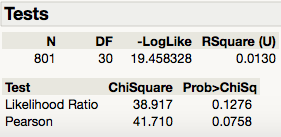 Tests
N DF -LogLike RSquare (U)
801 30 19.458328 0.0130
Test ChiSquare Prob>ChiSq
Likelihood Ratio 38.917 0.1276
Pearson 41.710 0.0758